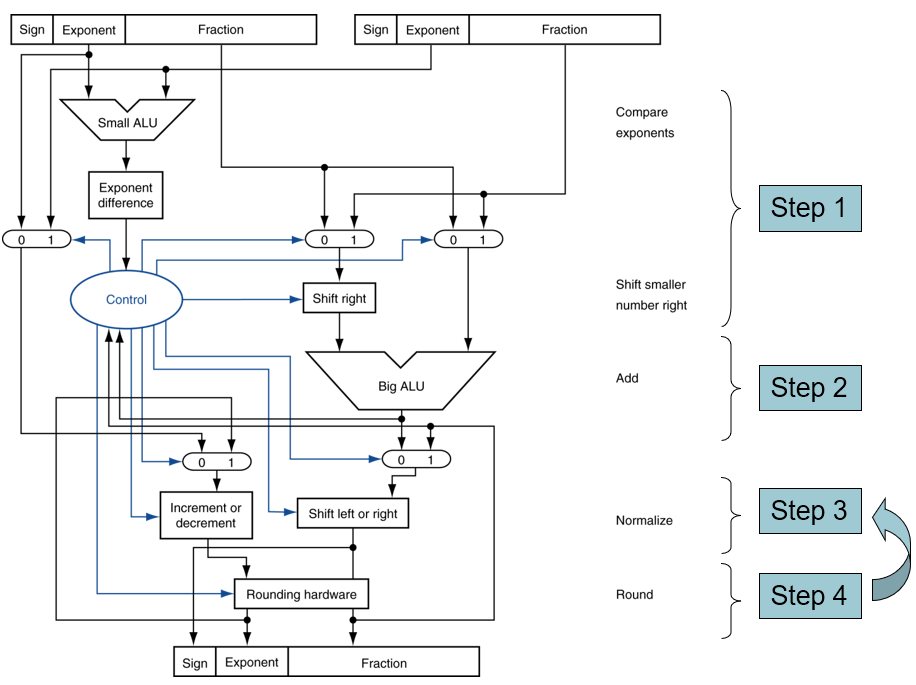 Sign Exponent Fraction Sign Exponent Fraction
Small ALU
Compare
exponents
Exponent
difference
Step 1
0 1 0 1 0 1
Control
Shift right
Shift smaller
number right
Big ALU
Add
Step 2
0 1 0 1
Increment or
decrement
Shift left or right
Normalize
Step 3
Rounding hardware
Round
Step 4
Sign Exponent Fraction